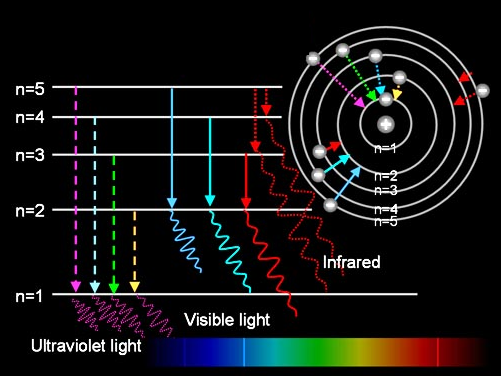 n=5
n=4
n=3
n=2
n=1
n=1
n=2
n=3
n=4
n=5
Infrared
Visible light
Ultraviolet light